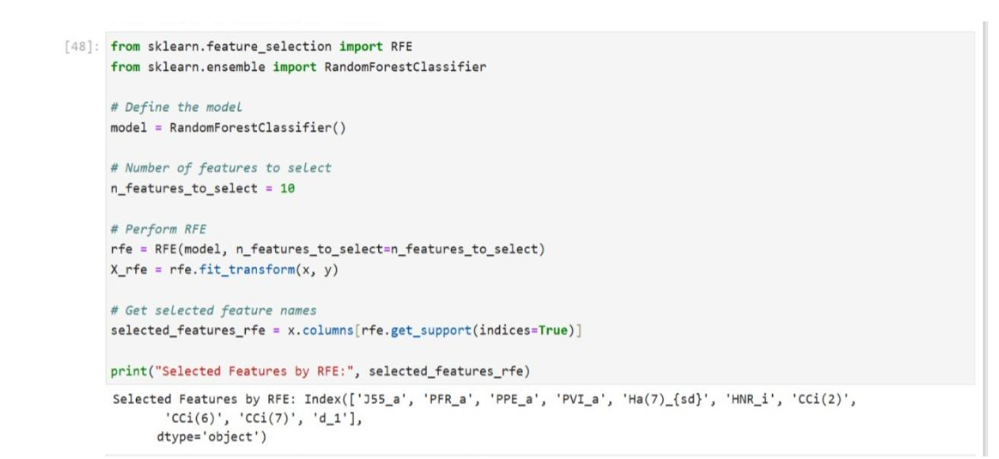 [48]: from sklearn.feature_selection import RFE
from sklearn.ensemble import RandomForestClassifier
# Define the model
model = RandomForestClassifier()
# Number of features to select
n_features_to_select = 10
# Perform RFE
rfe = RFE(model, n_features_to_select=n_features_to_select)
X_rfe = rfe.fit_transform(x, y)
# Get selected feature names
selected_features_rfe = x.columns[rfe.get_support(indices=True)]
print("Selected Features by RFE:", selected_features_rfe)
Selected Features by RFE: Index(['J55_a', 'PFR_a', 'PPE_a', 'PVI_a', 'Ha(7)_{sd}', 'HNR_i', 'CCi(2)',
'CCi(6)', 'CCi(7)', 'd_1'],
dtype='object')